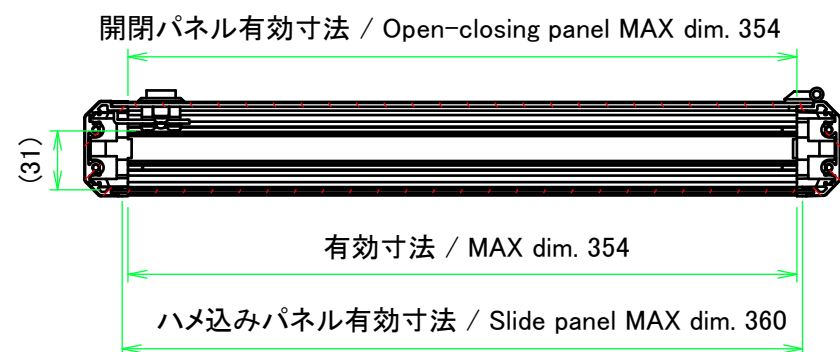 開閉パネル有効寸法 / Open-closing panel MAX dim. 354
(31)
有効寸法 / MAX dim. 354
ハメ込みパネル有効寸法 / Slide panel MAX dim. 360